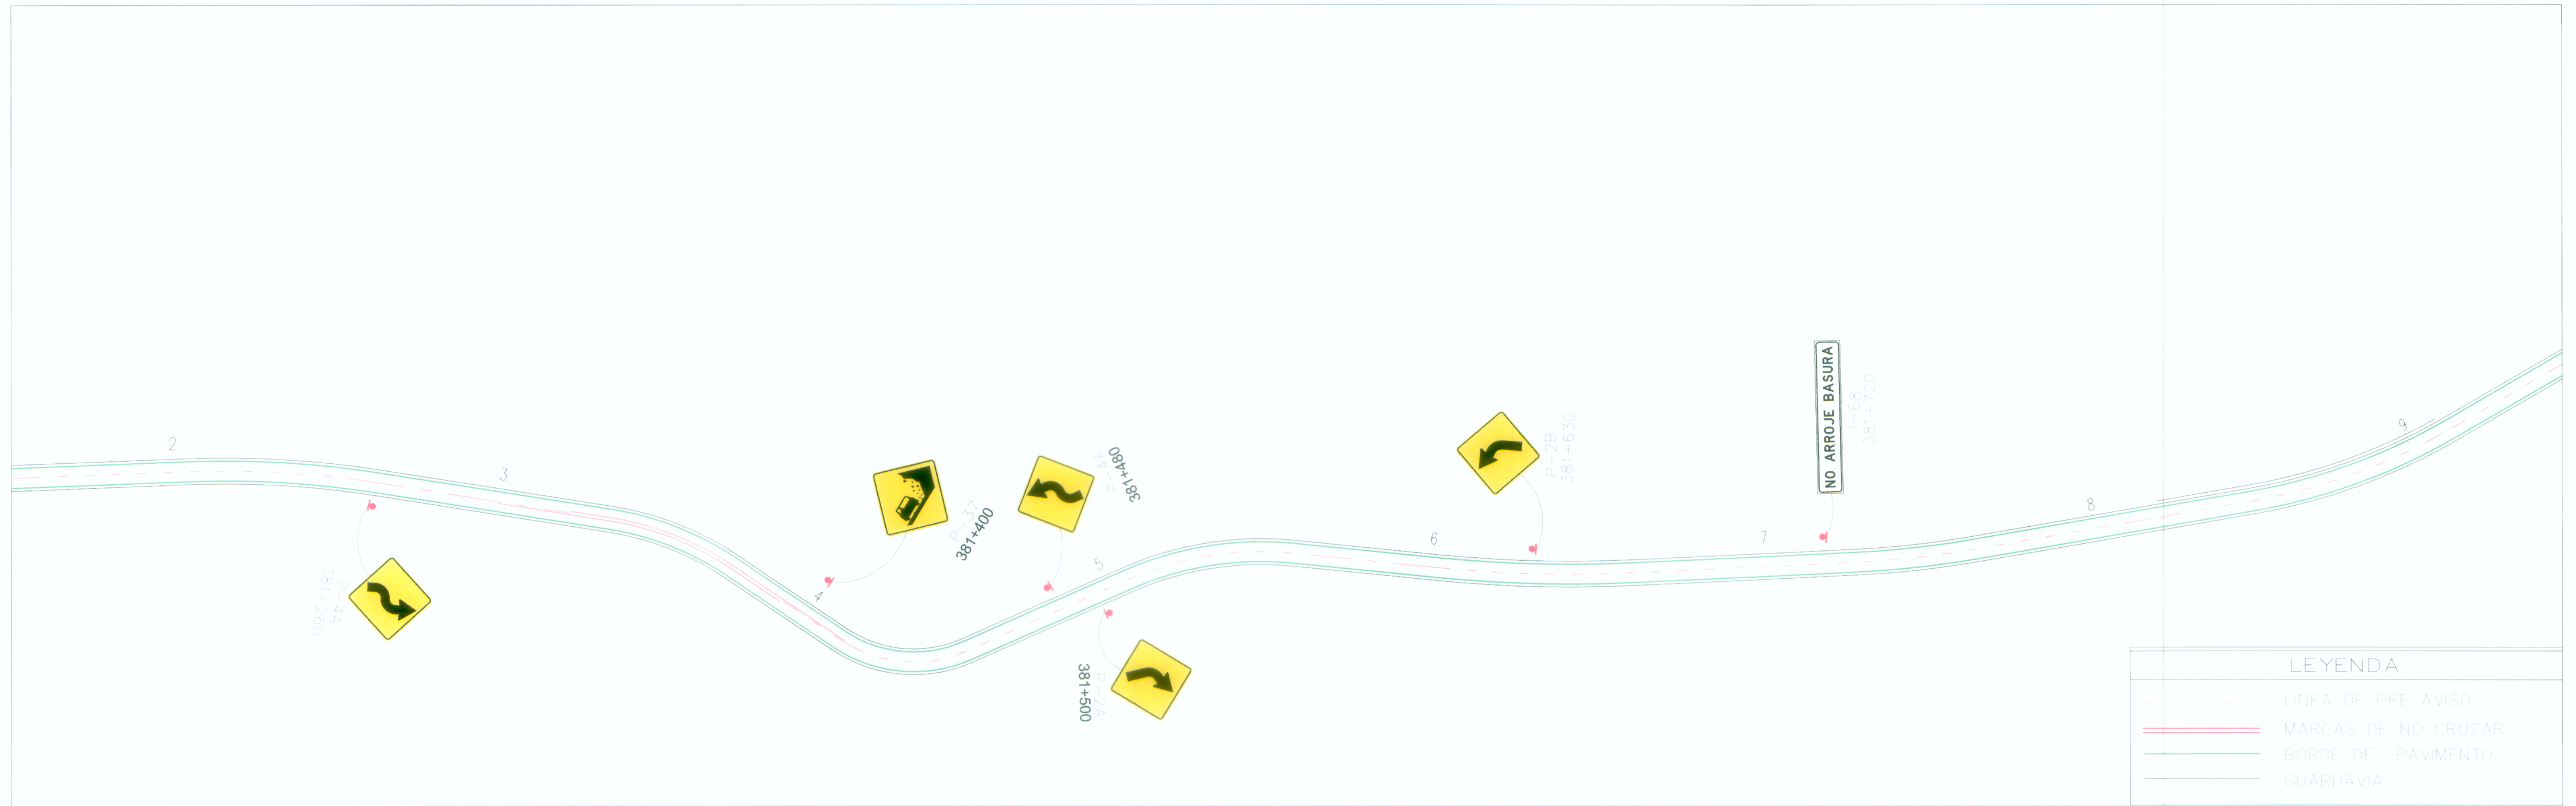 2
3
P-4A
381+260
P-37
381+400
4
P-4A
381+480
5
P-2A
381+500
6
P-2B
381+630
7
NO ARROJE BASURA
I-68
381+720
8
9
LEYENDA
LINEA DE PRE AVISO
MARCAS DE NO CRUZAR
BORDE DE PAVIMENTO
GUARDAVIA